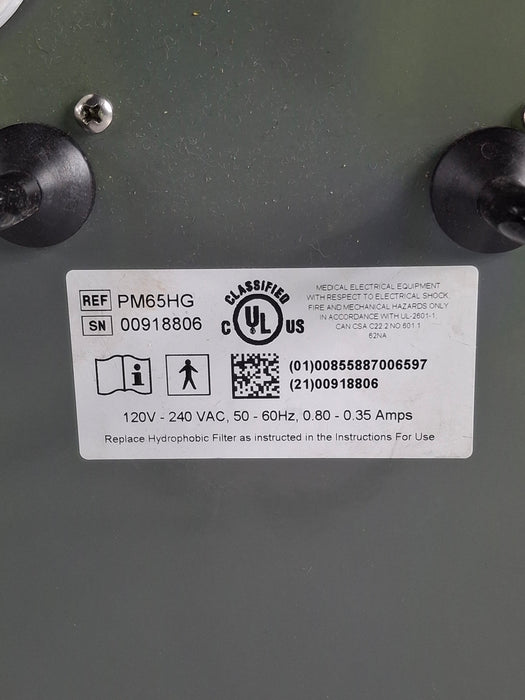 REF PM65HG
SN 00918806
CLASSIFIED
C UL US
MEDICAL ELECTRICAL EQUIPMENT
WITH RESPECT TO ELECTRICAL SHOCK,
FIRE AND MECHANICAL HAZARDS ONLY
IN ACCORDANCE WITH UL-2601-1,
CAN CSA C22.2 NO 601.1
62NA
i
(01)00855887006597
(21)00918806
120V - 240 VAC, 50 - 60Hz, 0.80 - 0.35 Amps
Replace Hydrophobic Filter as instructed in the Instructions For Use